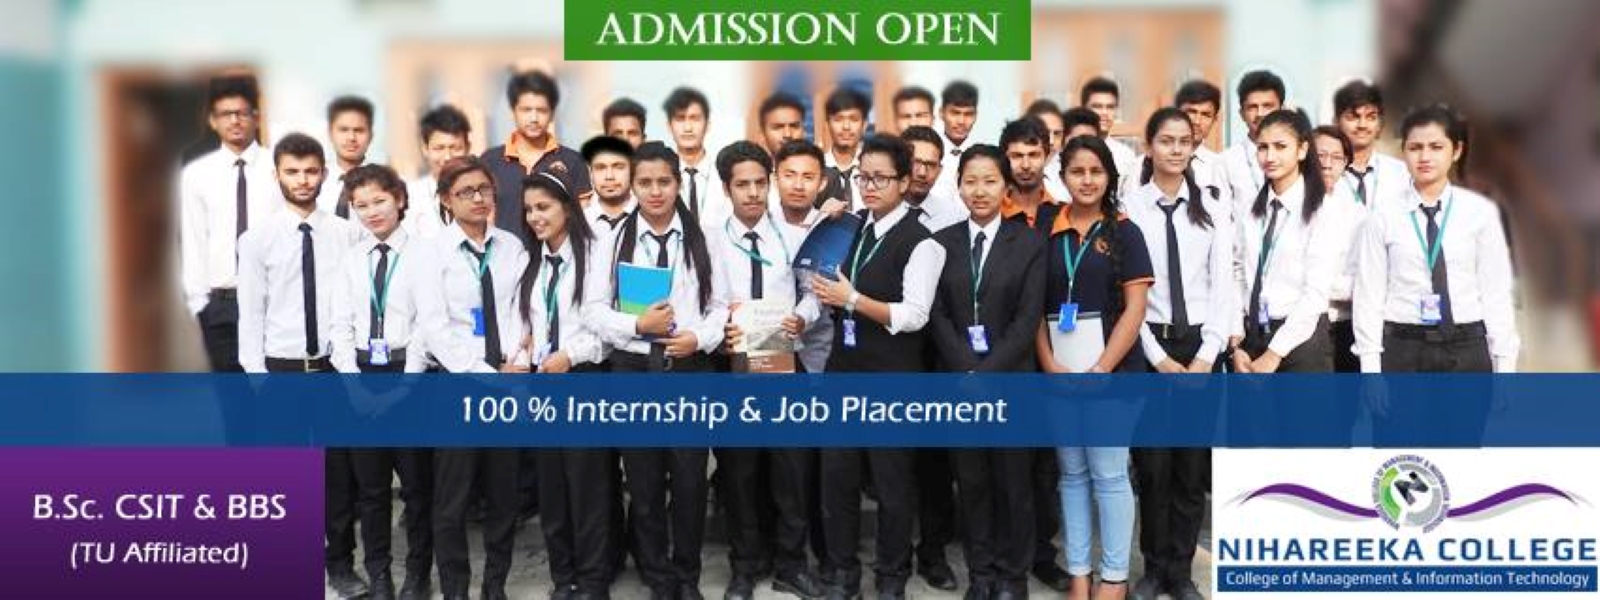 ADMISSION OPEN
100 % Internship & Job Placement
B.Sc. CSIT & BBS
(TU Affiliated)
NIHAREEKA COLLEGE
College of Management & Information Technology